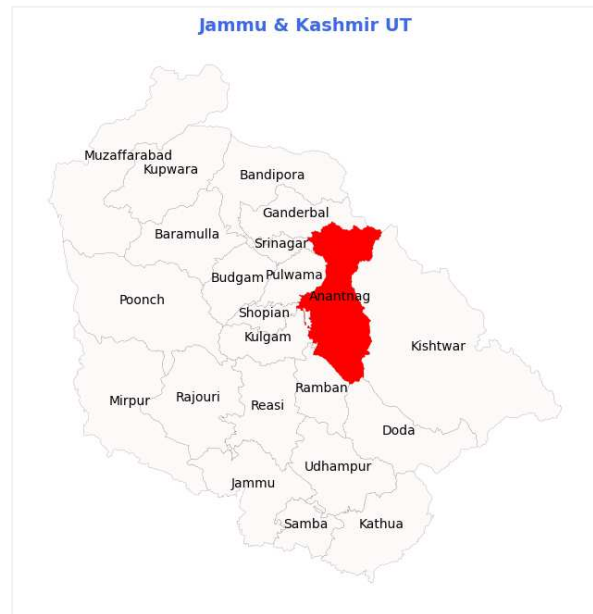 Jammu & Kashmir UT
Muzaffarabad
Kupwara
Bandipora
Ganderbal
Baramulla
Srinagar
Budgam
Pulwama
Anantnag
Poonch
Shopian
Kulgam
Kishtwar
Ramban
Mirpur
Rajouri
Reasi
Doda
Udhampur
Jammu
Samba
Kathua